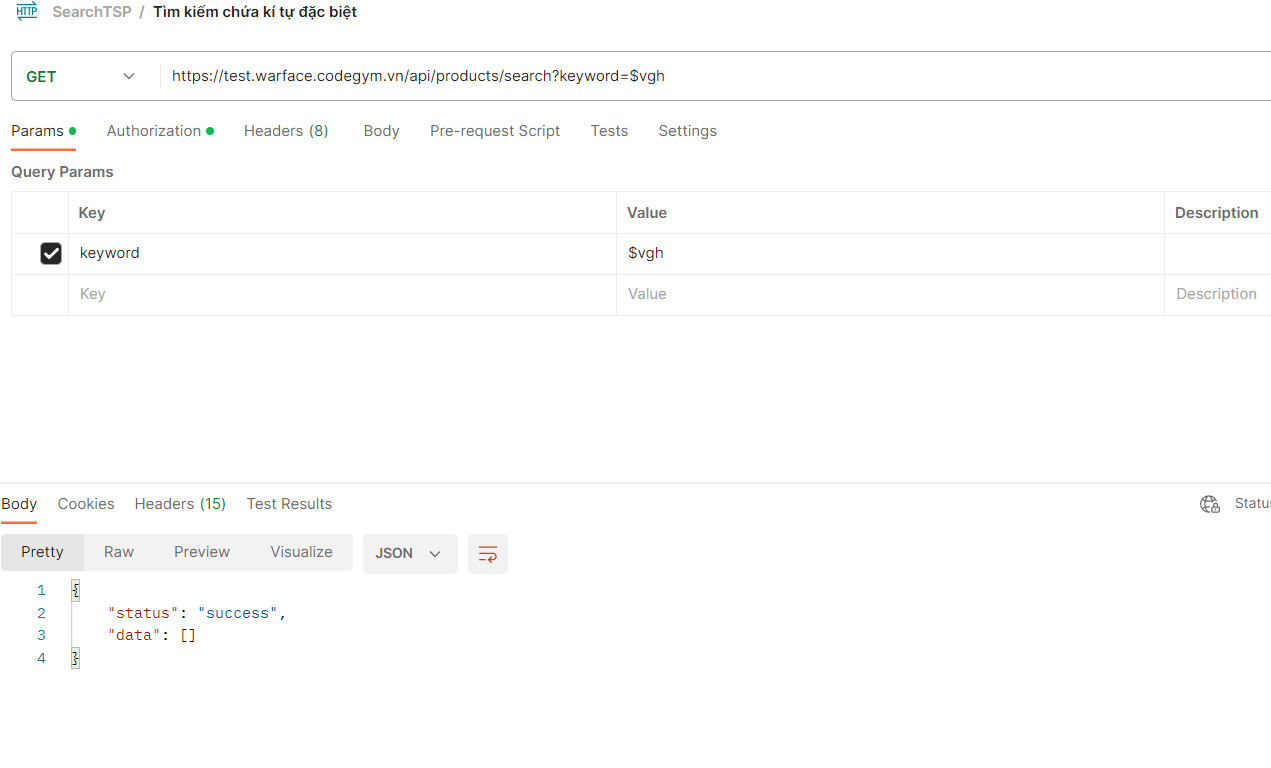 HTTP SearchTSP / Tìm kiếm chứa kí tự đặc biệt
GET https://test.warface.codegym.vn/api/products/search?keyword=$vgh
Params Authorization Headers (8) Body Pre-request Script Tests Settings
Query Params
Key Value Description
keyword $vgh
Key Value Description
Body Cookies Headers (15) Test Results Statu
Pretty Raw Preview Visualize JSON
1 {
2 "status": "success",
3 "data": []
4 }